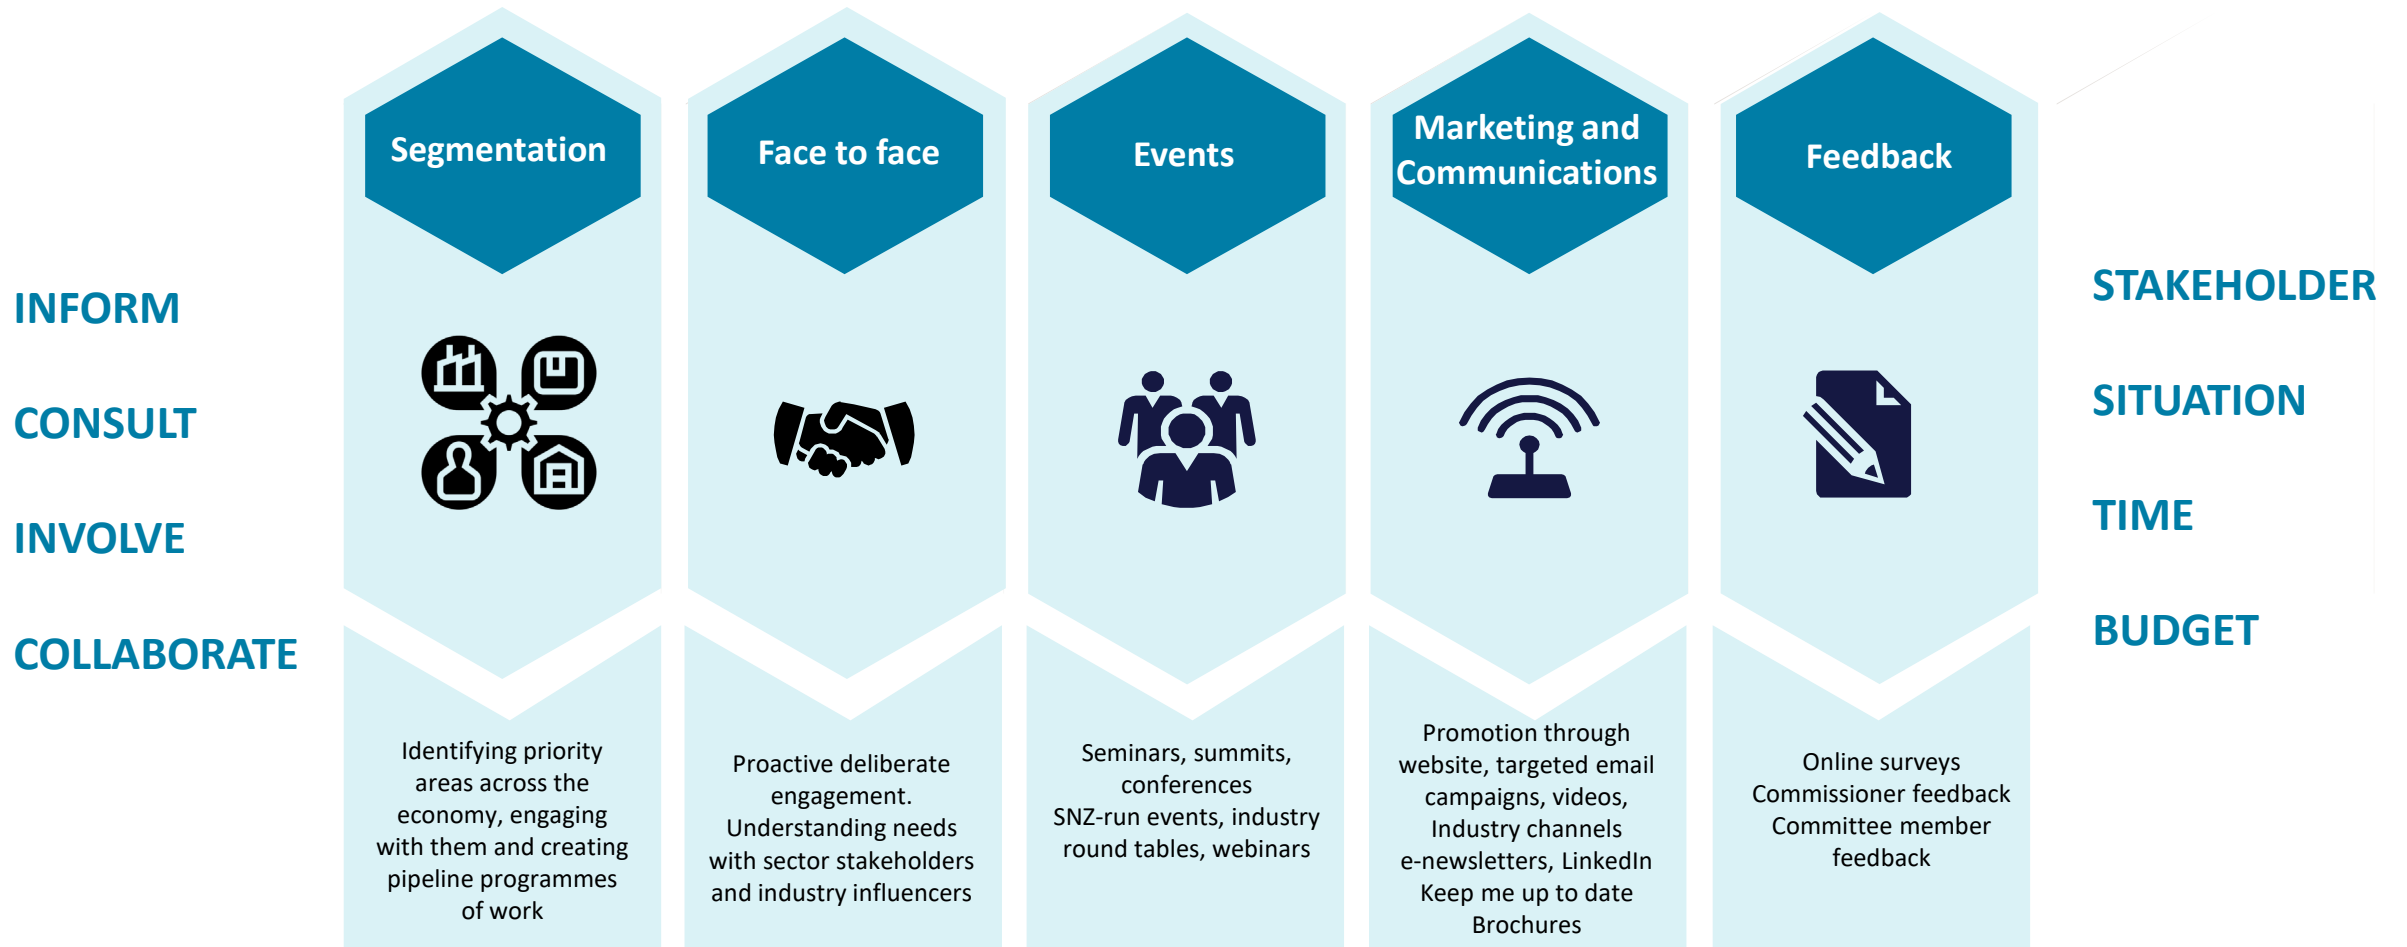 INFORM
CONSULT
INVOLVE
COLLABORATE
Segmentation
Identifying priority
areas across the
economy, engaging
with them and creating
pipeline programmes
of work
Face to face
Proactive deliberate
engagement.
Understanding needs
with sector stakeholders
and industry influencers
Events
Seminars, summits,
conferences
SNZ-run events, industry
round tables, webinars
Marketing and
Communications
Promotion through
website, targeted email
campaigns, videos,
Industry channels
e-newsletters, LinkedIn
Keep me up to date
Brochures
Feedback
Online surveys
Commissioner feedback
Committee member
feedback
STAKEHOLDER
SITUATION
TIME
BUDGET